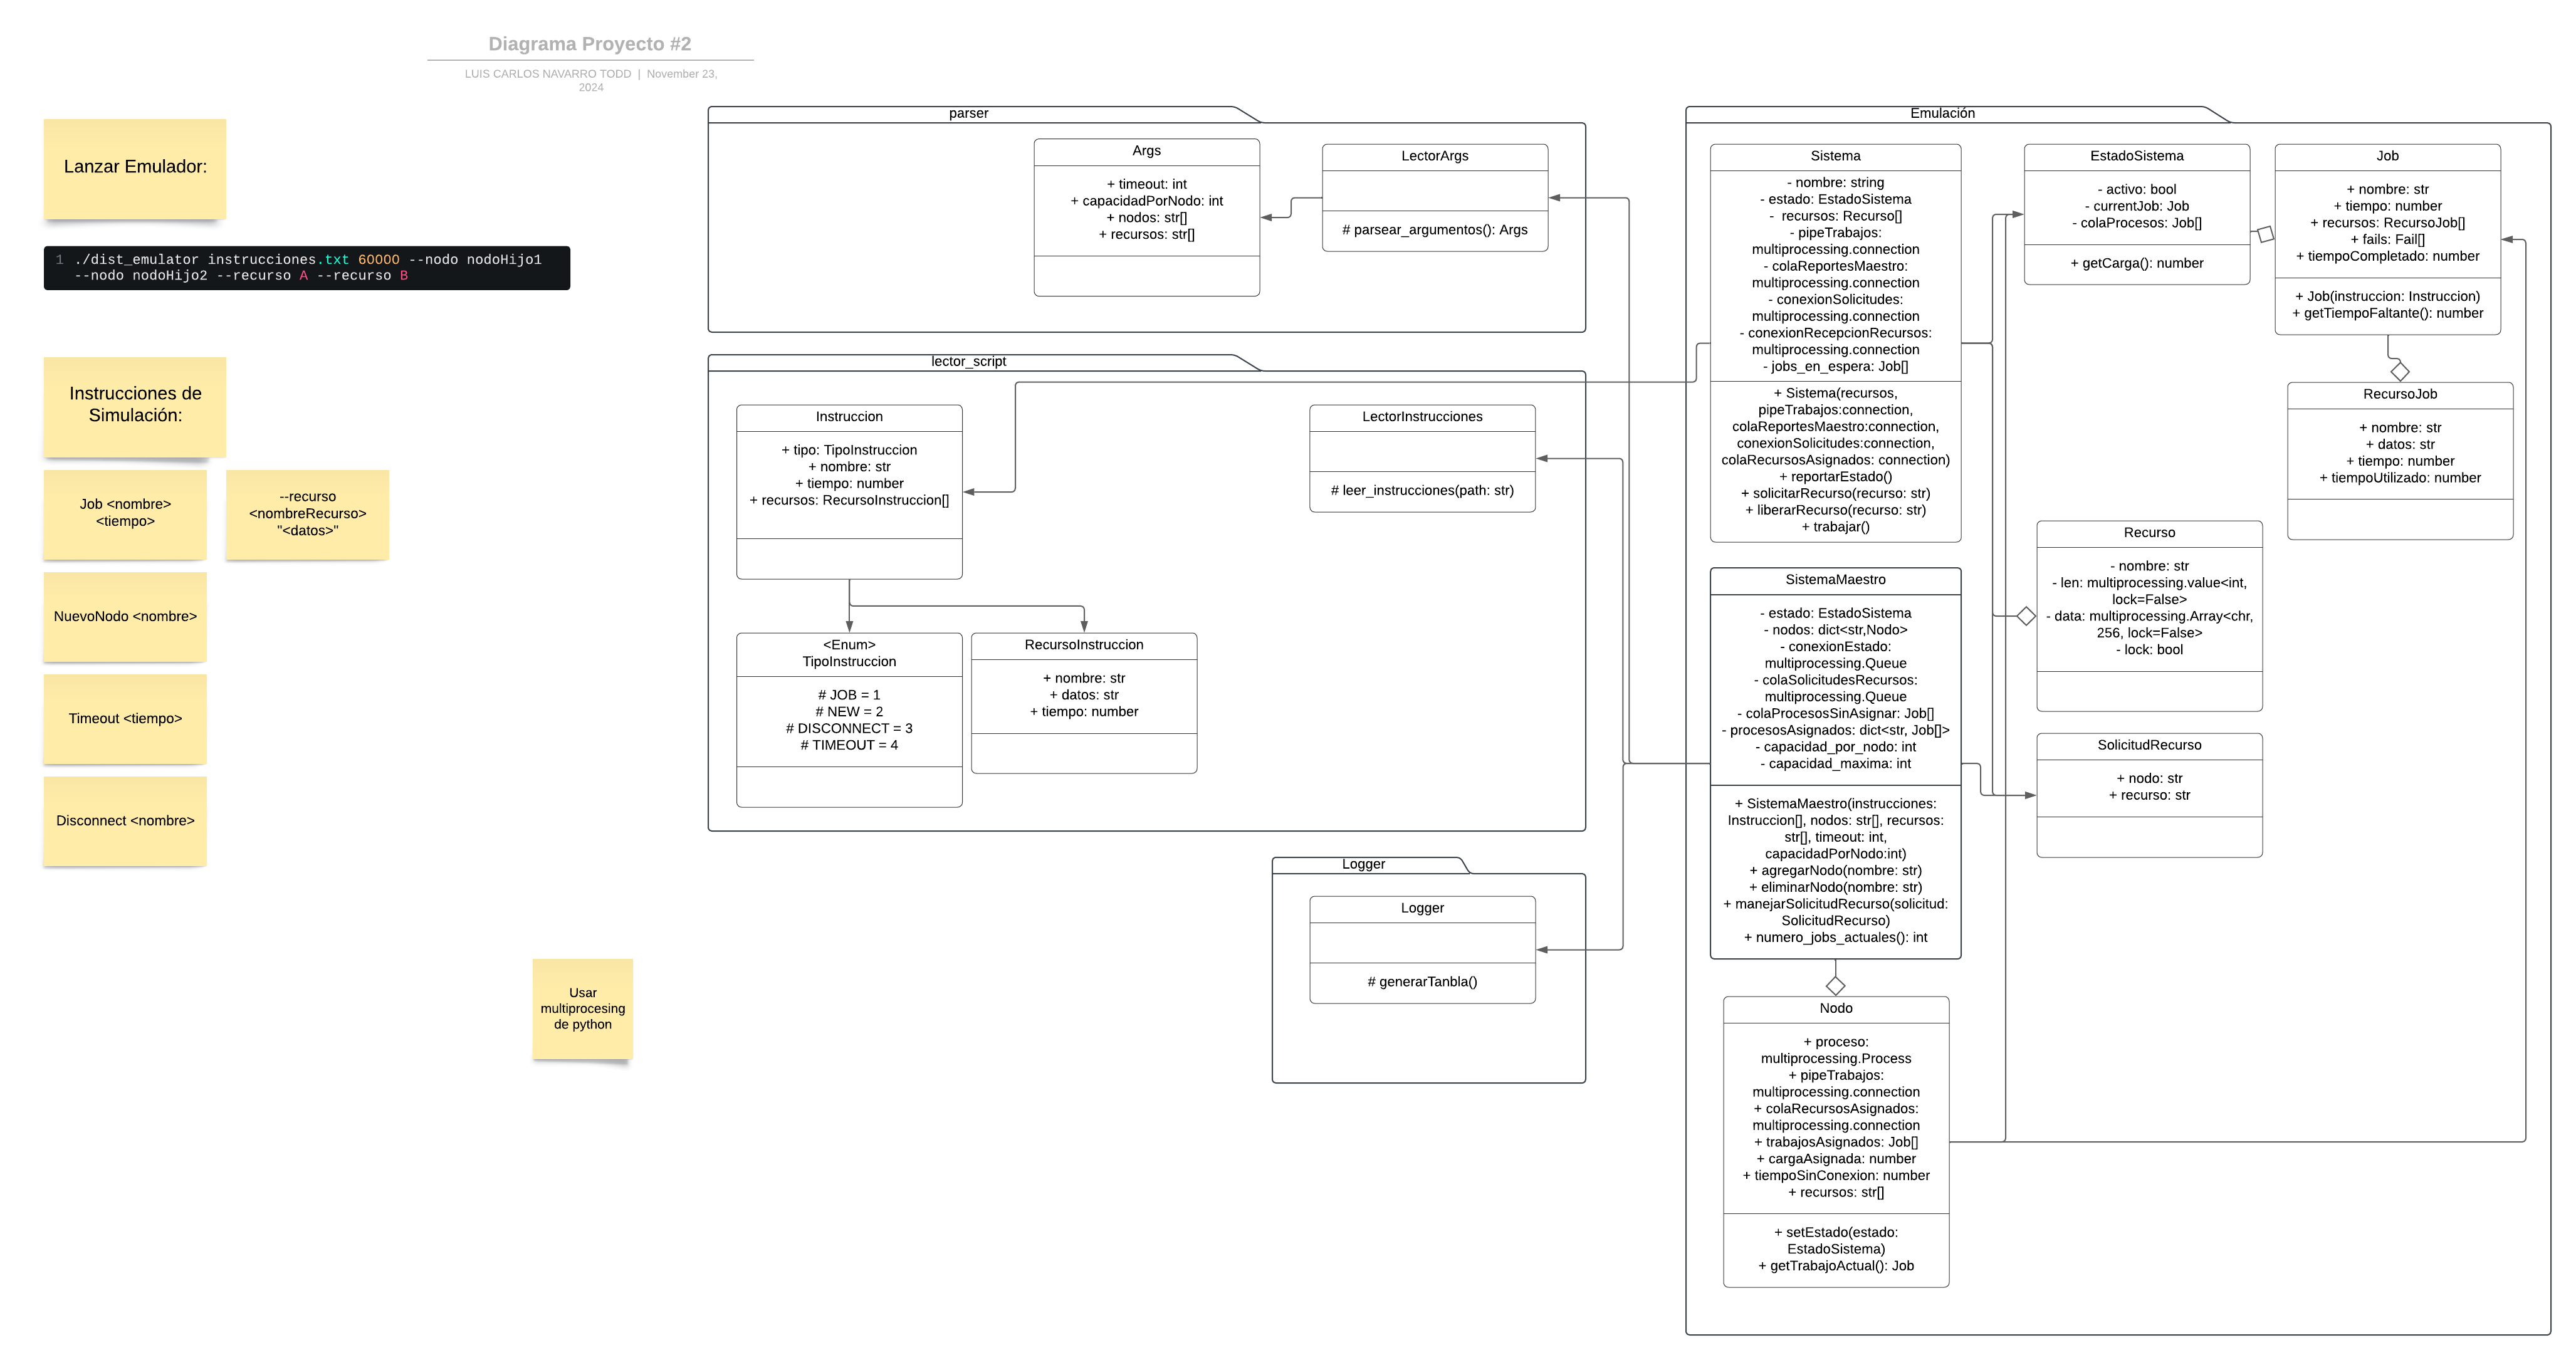 Diagrama Proyecto #2
LUIS CARLOS NAVARRO TODD | November 23,
2024
Lanzar Emulador:
1 ./dist_emulator instrucciones.txt 60000 --nodo nodoHijo1
--nodo nodoHijo2 --recurso A --recurso B
Instrucciones de
Simulación:
Job <nombre>
<tiempo>
--recurso
<nombreRecurso>
"<datos>"
NuevoNodo <nombre>
Timeout <tiempo>
Disconnect <nombre>
Usar
multiprocesing
de python
parser
Args
+ timeout: int
+ capacidadPorNodo: int
+ nodos: str[]
+ recursos: str[]
LectorArgs
# parsear_argumentos(): Args
lector_script
Instruccion
+ tipo: TipoInstruccion
+ nombre: str
+ tiempo: number
+ recursos: RecursoInstruccion[]
LectorInstrucciones
# leer_instrucciones(path: str)
<Enum>
TipoInstruccion
# JOB = 1
# NEW = 2
# DISCONNECT = 3
# TIMEOUT = 4
RecursoInstruccion
+ nombre: str
+ datos: str
+ tiempo: number
Logger
Logger
# generarTanbla()
Emulación
Sistema
- nombre: string
- estado: EstadoSistema
- recursos: Recurso[]
- pipeTrabajos:
multiprocessing.connection
- colaReportesMaestro:
multiprocessing.connection
- conexionSolicitudes:
multiprocessing.connection
- conexionRecepcionRecursos:
multiprocessing.connection
- jobs_en_espera: Job[]
+ Sistema(recursos,
pipeTrabajos:connection,
colaReportesMaestro:connection,
conexionSolicitudes:connection,
colaRecursosAsignados: connection)
+ reportarEstado()
+ solicitarRecurso(recurso: str)
+ liberarRecurso(recurso: str)
+ trabajar()
EstadoSistema
- activo: bool
- currentJob: Job
- colaProcesos: Job[]
+ getCarga(): number
Job
+ nombre: str
+ tiempo: number
+ recursos: RecursoJob[]
+ fails: Fail[]
+ tiempoCompletado: number
+ Job(instruccion: Instruccion)
+ getTiempoFaltante(): number
RecursoJob
+ nombre: str
+ datos: str
+ tiempo: number
+ tiempoUtilizado: number
Recurso
- nombre: str
- len: multiprocessing.value<int,
lock=False>
- data: multiprocessing.Array<chr,
256, lock=False>
- lock: bool
SolicitudRecurso
+ nodo: str
+ recurso: str
SistemaMaestro
- estado: EstadoSistema
- nodos: dict<str,Nodo>
- conexionEstado:
multiprocessing.Queue
- colaSolicitudesRecursos:
multiprocessing.Queue
- colaProcesosSinAsignar: Job[]
- procesosAsignados: dict<str, Job[]>
- capacidad_por_nodo: int
- capacidad_maxima: int
+ SistemaMaestro(instrucciones:
Instruccion[], nodos: str[], recursos:
str[], timeout: int,
capacidadPorNodo:int)
+ agregarNodo(nombre: str)
+ eliminarNodo(nombre: str)
+ manejarSolicitudRecurso(solicitud:
SolicitudRecurso)
+ numero_jobs_actuales(): int
Nodo
+ proceso:
multiprocessing.Process
+ pipeTrabajos:
multiprocessing.connection
+ colaRecursosAsignados:
multiprocessing.connection
+ trabajosAsignados: Job[]
+ cargaAsignada: number
+ tiempoSinConexion: number
+ recursos: str[]
+ setEstado(estado:
EstadoSistema)
+ getTrabajoActual(): Job